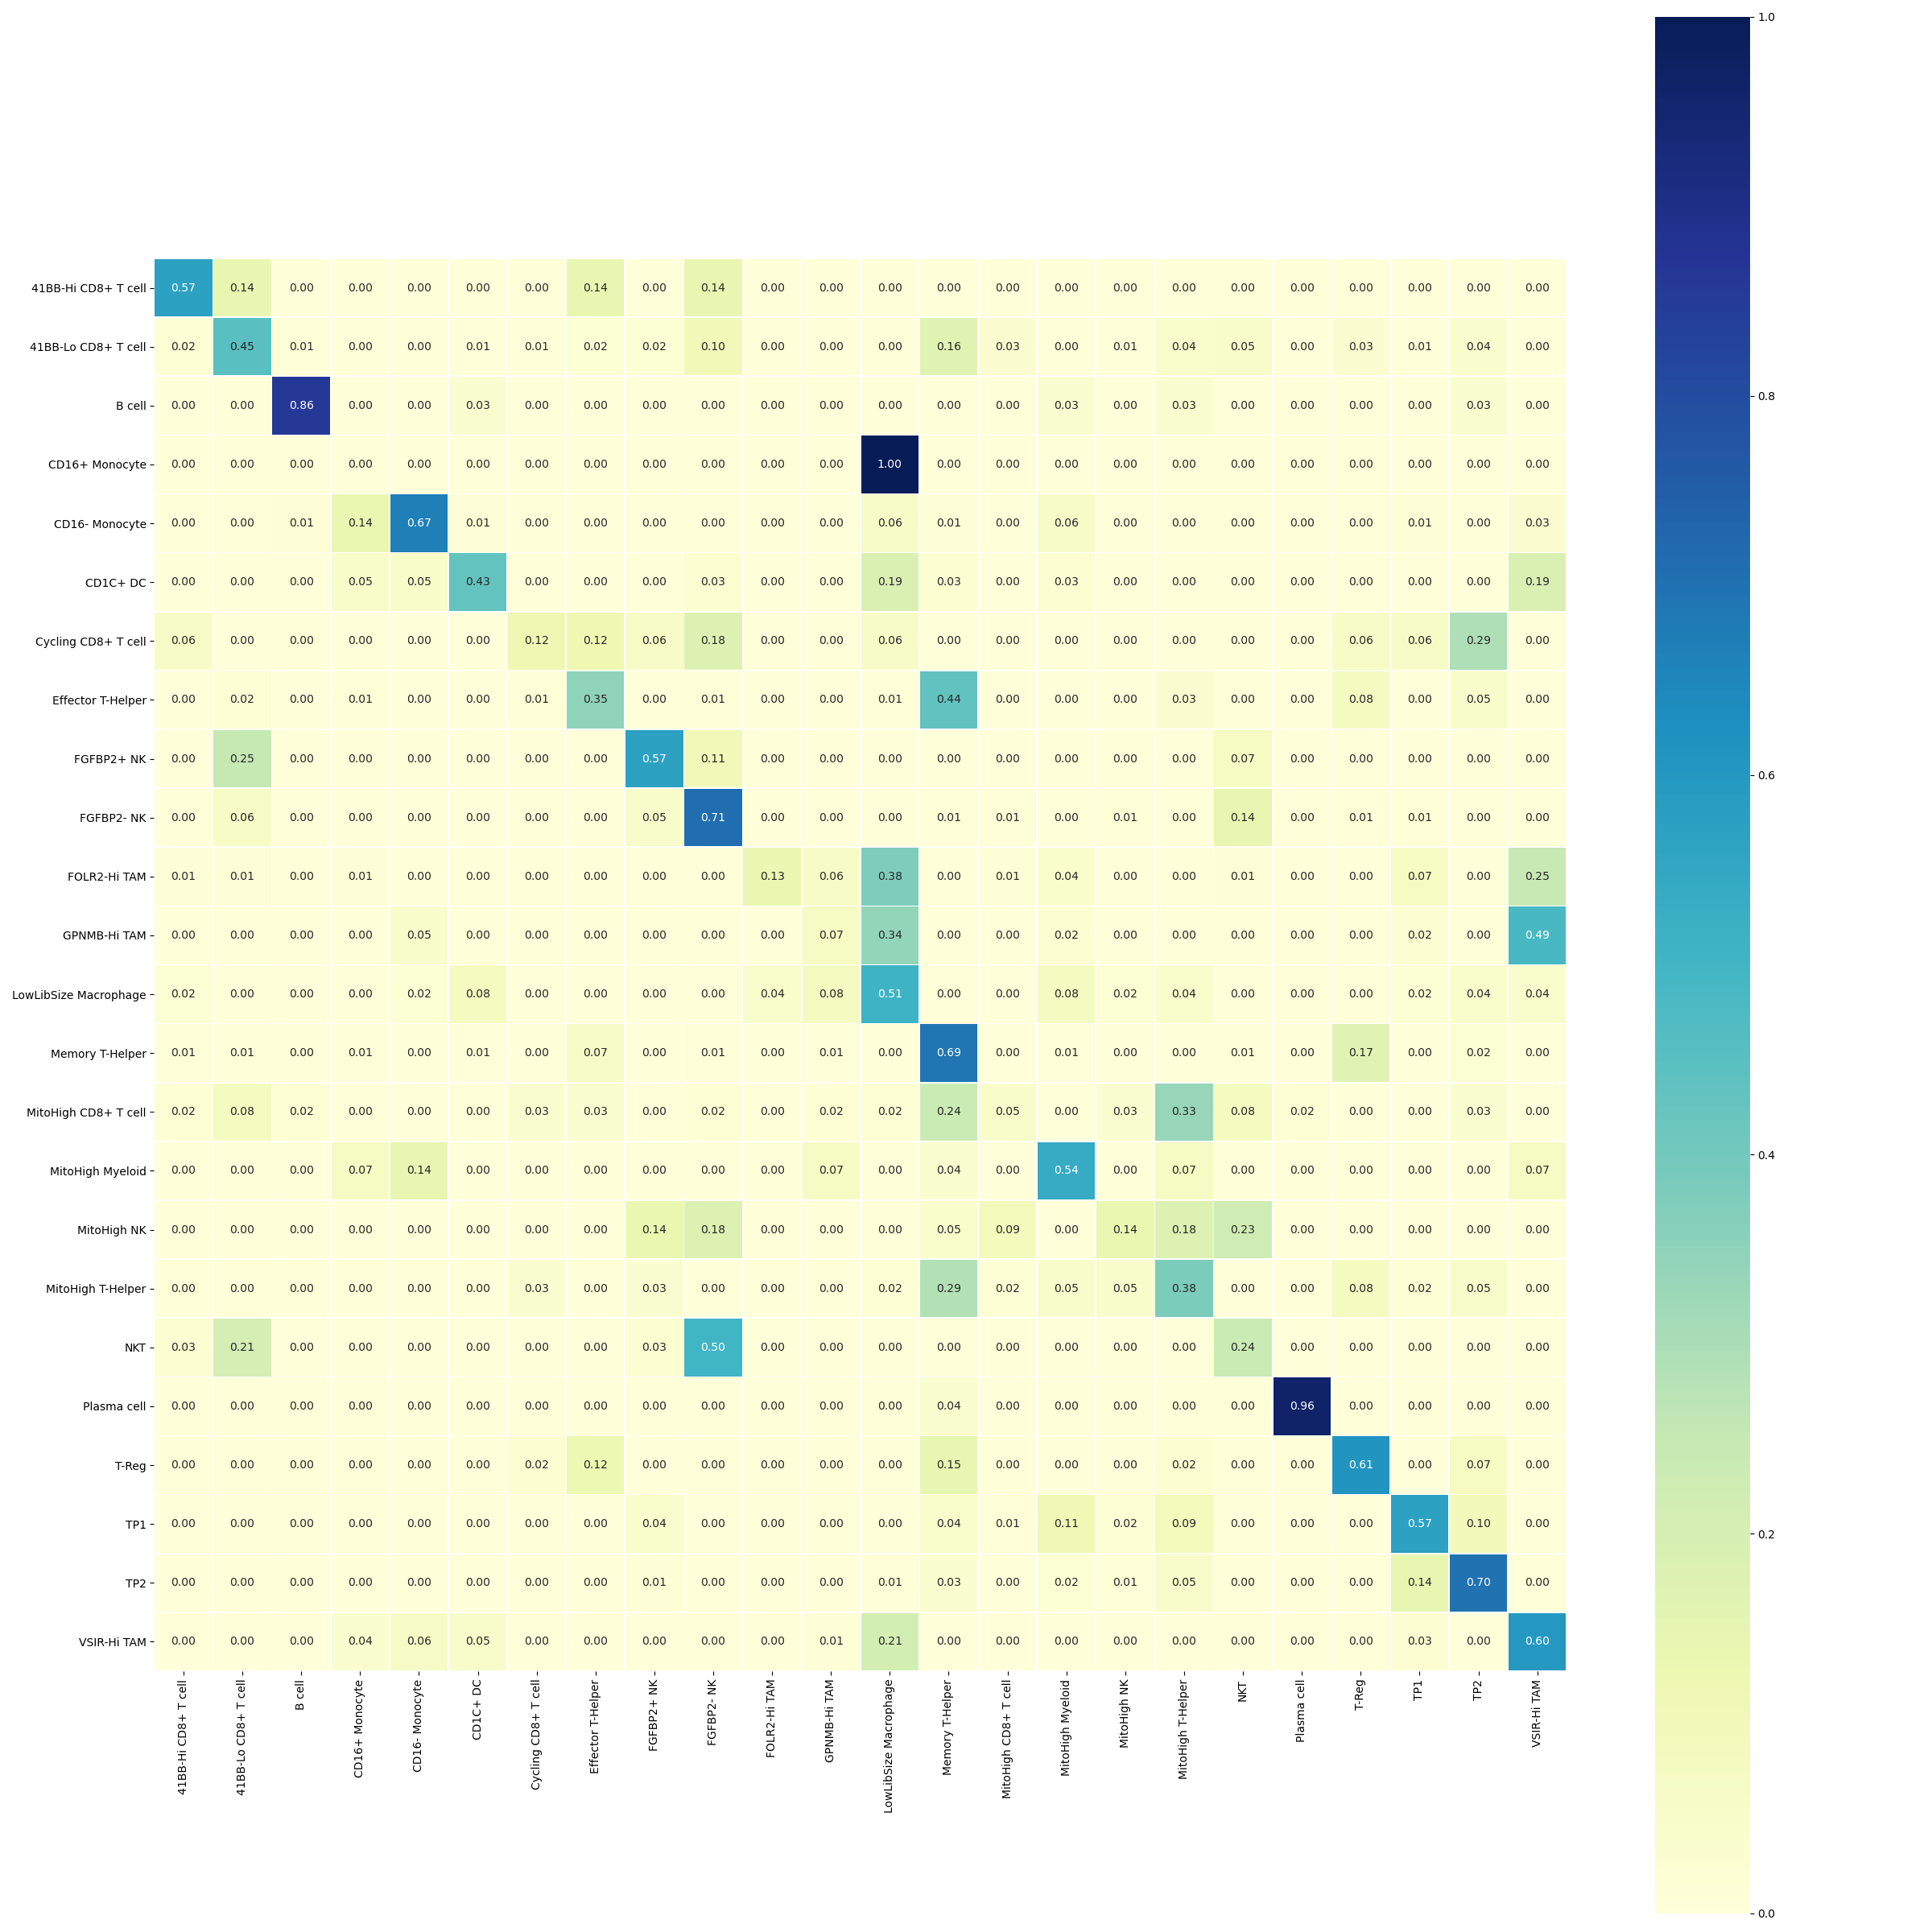 1.0
0.8
0.6
0.4
0.2
0.0
41BB-Hi CD8+ T cell 0.57 0.14 0.00 0.00 0.00 0.00 0.00 0.14 0.00 0.14 0.00 0.00 0.00 0.00 0.00 0.00 0.00 0.00 0.00 0.00 0.00 0.00 0.00 0.00
41BB-Lo CD8+ T cell 0.02 0.45 0.01 0.00 0.00 0.01 0.01 0.02 0.02 0.10 0.00 0.00 0.00 0.16 0.03 0.00 0.01 0.04 0.05 0.00 0.03 0.01 0.04 0.00
B cell 0.00 0.00 0.86 0.00 0.00 0.03 0.00 0.00 0.00 0.00 0.00 0.00 0.00 0.00 0.00 0.03 0.00 0.03 0.00 0.00 0.00 0.00 0.03 0.00
CD16+ Monocyte 0.00 0.00 0.00 0.00 0.00 0.00 0.00 0.00 0.00 0.00 0.00 0.00 1.00 0.00 0.00 0.00 0.00 0.00 0.00 0.00 0.00 0.00 0.00 0.00
CD16- Monocyte 0.00 0.00 0.01 0.14 0.67 0.01 0.00 0.00 0.00 0.00 0.00 0.00 0.06 0.01 0.00 0.06 0.00 0.00 0.00 0.00 0.00 0.01 0.00 0.03
CD1C+ DC 0.00 0.00 0.00 0.05 0.05 0.43 0.00 0.00 0.00 0.03 0.00 0.00 0.19 0.03 0.00 0.03 0.00 0.00 0.00 0.00 0.00 0.00 0.00 0.19
Cycling CD8+ T cell 0.06 0.00 0.00 0.00 0.00 0.00 0.12 0.12 0.06 0.18 0.00 0.00 0.06 0.00 0.00 0.00 0.00 0.00 0.00 0.00 0.06 0.06 0.29 0.00
Effector T-Helper 0.00 0.02 0.00 0.01 0.00 0.00 0.01 0.35 0.00 0.01 0.00 0.00 0.01 0.44 0.00 0.00 0.00 0.03 0.00 0.00 0.08 0.00 0.05 0.00
FGFBP2+ NK 0.00 0.25 0.00 0.00 0.00 0.00 0.00 0.00 0.57 0.11 0.00 0.00 0.00 0.00 0.00 0.00 0.00 0.00 0.07 0.00 0.00 0.00 0.00 0.00
FGFBP2- NK 0.00 0.06 0.00 0.00 0.00 0.00 0.00 0.00 0.05 0.71 0.00 0.00 0.00 0.01 0.01 0.00 0.01 0.00 0.14 0.00 0.01 0.01 0.00 0.00
FOLR2-Hi TAM 0.01 0.01 0.00 0.01 0.00 0.00 0.00 0.00 0.00 0.00 0.13 0.06 0.38 0.00 0.01 0.04 0.00 0.00 0.01 0.00 0.00 0.07 0.00 0.25
GPNMB-Hi TAM 0.00 0.00 0.00 0.00 0.05 0.00 0.00 0.00 0.00 0.00 0.00 0.07 0.34 0.00 0.00 0.02 0.00 0.00 0.00 0.00 0.00 0.02 0.00 0.49
LowLibSize Macrophage 0.02 0.00 0.00 0.00 0.02 0.08 0.00 0.00 0.00 0.00 0.04 0.08 0.51 0.00 0.00 0.08 0.02 0.04 0.00 0.00 0.00 0.02 0.04 0.04
Memory T-Helper 0.01 0.01 0.00 0.01 0.00 0.01 0.00 0.07 0.00 0.01 0.00 0.01 0.00 0.69 0.00 0.01 0.00 0.00 0.01 0.00 0.17 0.00 0.02 0.00
MitoHigh CD8+ T cell 0.02 0.08 0.02 0.00 0.00 0.00 0.03 0.03 0.00 0.02 0.00 0.02 0.02 0.24 0.05 0.00 0.03 0.33 0.08 0.02 0.00 0.00 0.03 0.00
MitoHigh Myeloid 0.00 0.00 0.00 0.07 0.14 0.00 0.00 0.00 0.00 0.00 0.00 0.07 0.00 0.04 0.00 0.54 0.00 0.07 0.00 0.00 0.00 0.00 0.00 0.07
MitoHigh NK 0.00 0.00 0.00 0.00 0.00 0.00 0.00 0.00 0.14 0.18 0.00 0.00 0.00 0.05 0.09 0.00 0.14 0.18 0.23 0.00 0.00 0.00 0.00 0.00
MitoHigh T-Helper 0.00 0.00 0.00 0.00 0.00 0.00 0.03 0.00 0.03 0.00 0.00 0.00 0.02 0.29 0.02 0.05 0.05 0.38 0.00 0.00 0.08 0.02 0.05 0.00
NKT 0.03 0.21 0.00 0.00 0.00 0.00 0.00 0.00 0.03 0.50 0.00 0.00 0.00 0.00 0.00 0.00 0.00 0.00 0.24 0.00 0.00 0.00 0.00 0.00
Plasma cell 0.00 0.00 0.00 0.00 0.00 0.00 0.00 0.00 0.00 0.00 0.00 0.00 0.00 0.04 0.00 0.00 0.00 0.00 0.00 0.96 0.00 0.00 0.00 0.00
T-Reg 0.00 0.00 0.00 0.00 0.00 0.00 0.02 0.12 0.00 0.00 0.00 0.00 0.00 0.15 0.00 0.00 0.00 0.02 0.00 0.00 0.61 0.00 0.07 0.00
TP1 0.00 0.00 0.00 0.00 0.00 0.00 0.00 0.00 0.04 0.00 0.00 0.00 0.00 0.04 0.01 0.11 0.02 0.09 0.00 0.00 0.00 0.57 0.10 0.00
TP2 0.00 0.00 0.00 0.00 0.00 0.00 0.00 0.00 0.01 0.00 0.00 0.00 0.01 0.03 0.00 0.02 0.01 0.05 0.00 0.00 0.00 0.14 0.70 0.00
VSIR-Hi TAM 0.00 0.00 0.00 0.04 0.06 0.05 0.00 0.00 0.00 0.00 0.00 0.01 0.21 0.00 0.00 0.00 0.00 0.00 0.00 0.00 0.00 0.03 0.00 0.60
41BB-Hi CD8+ T cell
41BB-Lo CD8+ T cell
B cell
CD16+ Monocyte
CD16- Monocyte
CD1C+ DC
Cycling CD8+ T cell
Effector T-Helper
FGFBP2+ NK
FGFBP2- NK
FOLR2-Hi TAM
GPNMB-Hi TAM
LowLibSize Macrophage
Memory T-Helper
MitoHigh CD8+ T cell
MitoHigh Myeloid
MitoHigh NK
MitoHigh T-Helper
NKT
Plasma cell
T-Reg
TP1
TP2
VSIR-Hi TAM